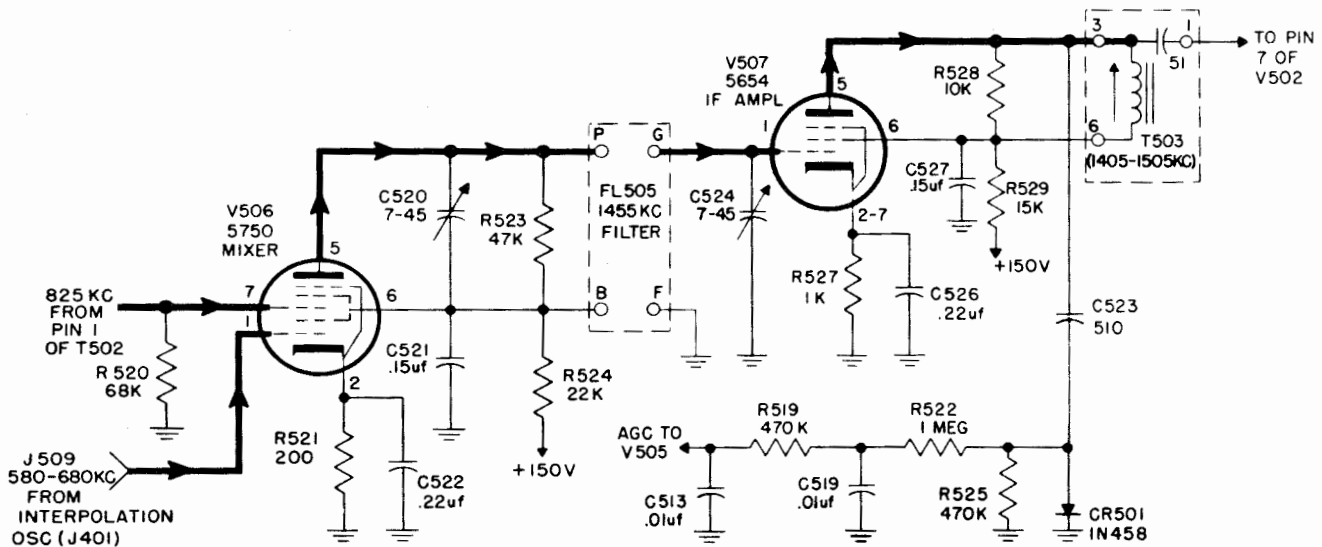 V506
5750
MIXER
5
7
1
6
2
825 KC
FROM
PIN 1
OF T502
R 520
68K
J509
580-680KC
FROM
INTERPOLATION
OSC (J401)
R521
200
C522
.22uf
C520
7-45
R523
47K
C521
.15uf
R524
22K
+150V
P
G
FL505
1455KC
FILTER
B
F
V507
5654
IF AMPL
5
1
6
2-7
C524
7-45
R527
1K
C526
.22uf
C527
.15uf
R528
10K
R529
15K
+150V
3
1
51
6
T503
(1405-1505KC)
TO PIN
7 OF
V502
C523
510
AGC TO
V505
R519
470K
R522
1 MEG
C513
.01uf
C519
.01uf
R525
470K
CR501
1N458